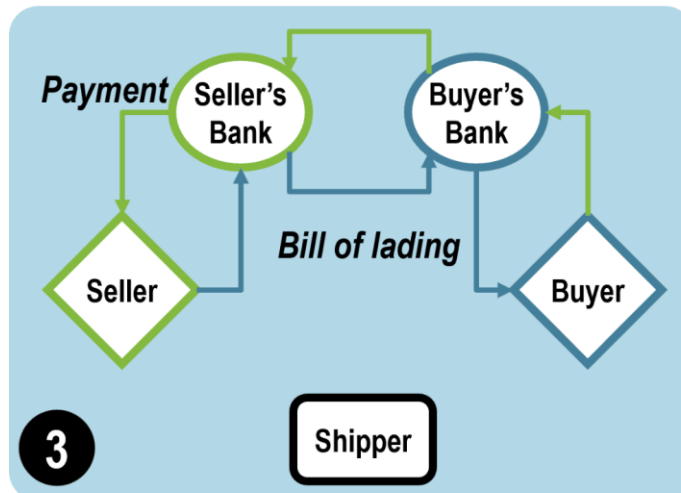 Payment
Seller's
Bank
Buyer's
Bank
Bill of lading
Seller
Buyer
3
Shipper